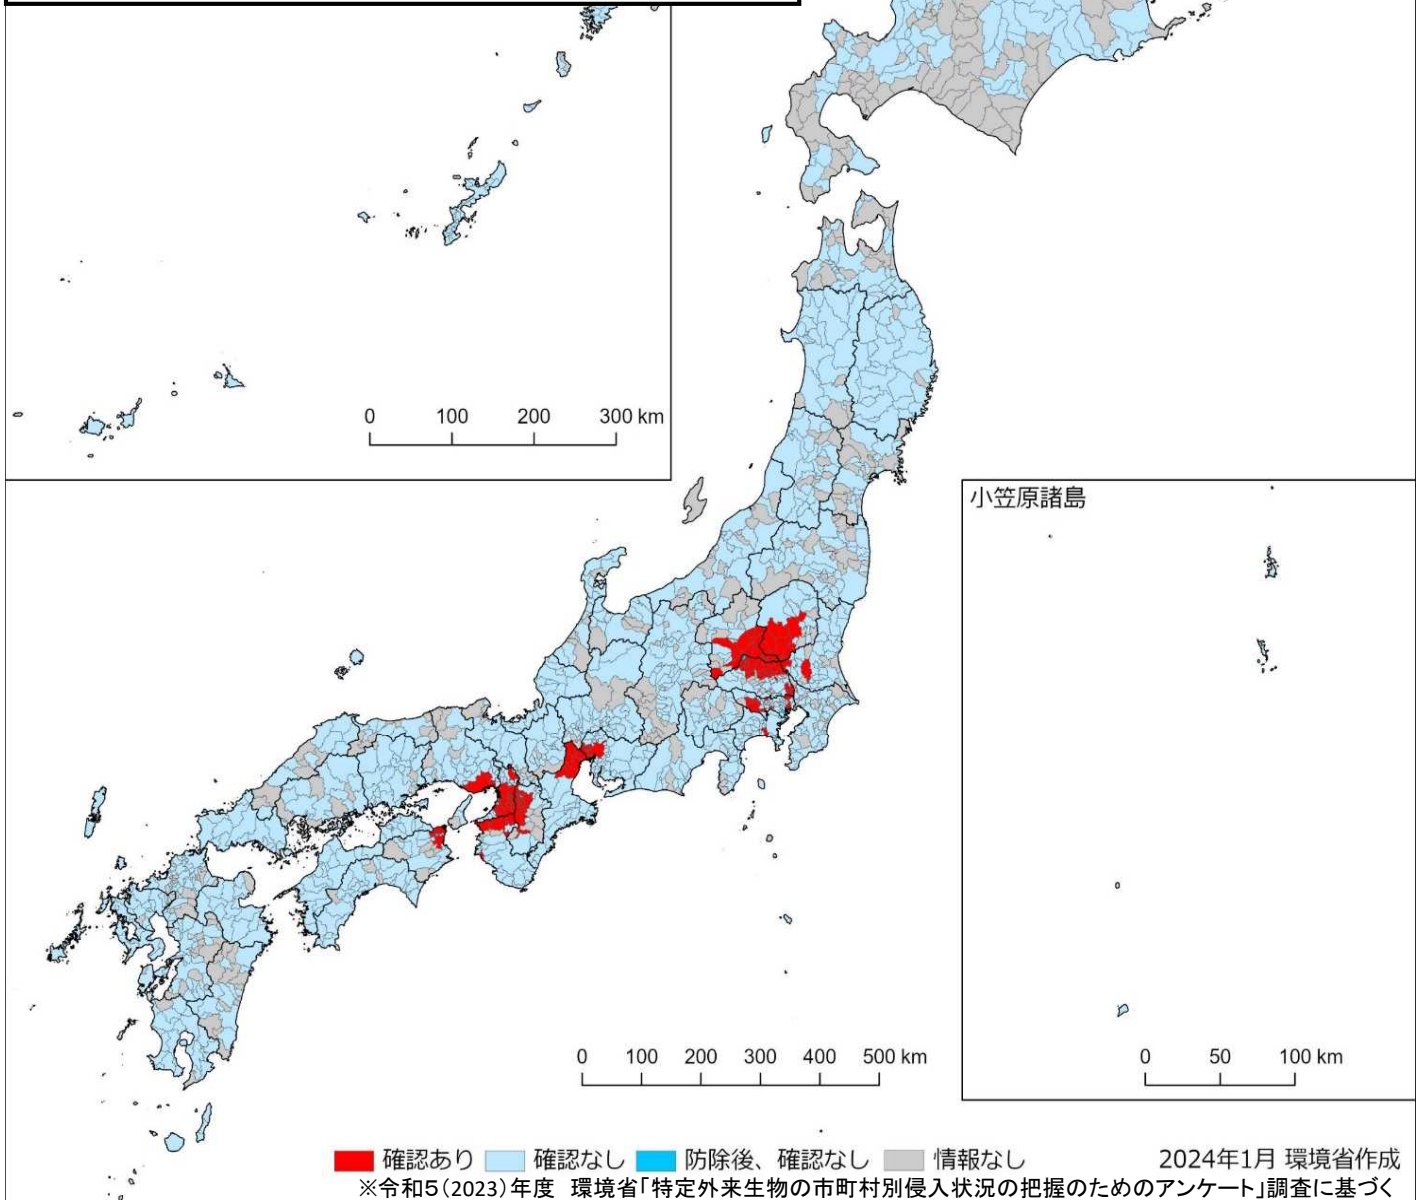 0 100 200 300 km
小笠原諸島
0 100 200 300 400 500 km
0 50 100 km
確認あり 確認なし 防除後、確認なし 情報なし 2024年1月 環境省作成
※令和5(2023)年度 環境省「特定外来生物の市町村別侵入状況の把握のためのアンケート」調査に基づく